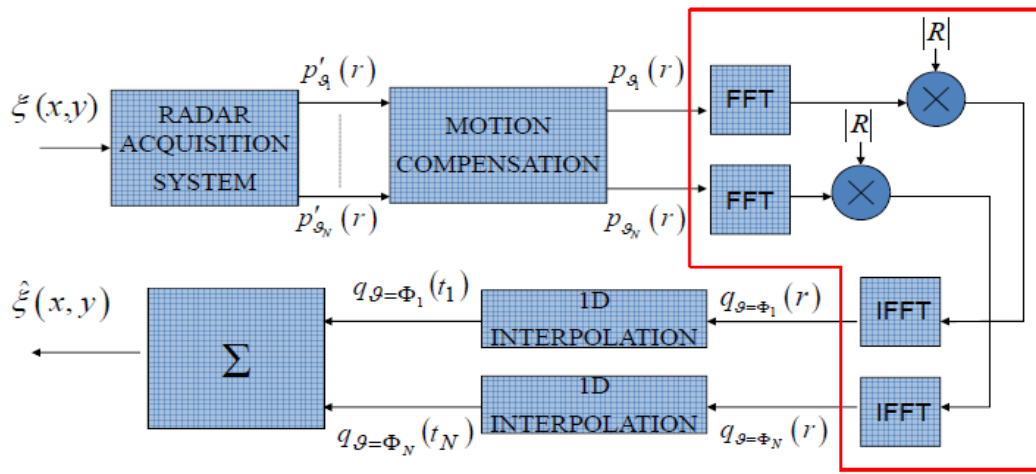 ξ(x,y)
RADAR
ACQUISITION
SYSTEM
p′ϑ₁(r)
p′ϑN(r)
MOTION
COMPENSATION
pϑ₁(r)
pϑN(r)
FFT
FFT
|R|
|R|
IFFT
IFFT
qϑ=Φ₁(r)
qϑ=ΦN(r)
1D
INTERPOLATION
1D
INTERPOLATION
qϑ=Φ₁(t₁)
qϑ=ΦN(tN)
Σ
ξ̂(x, y)